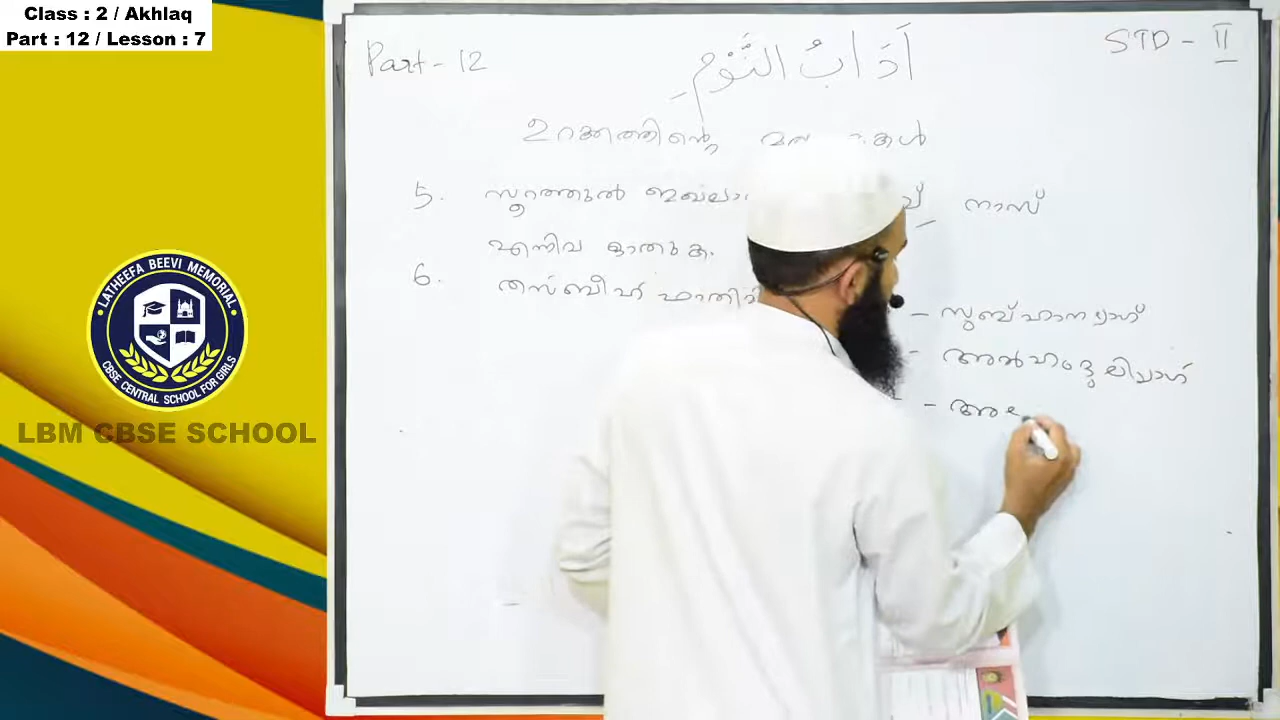 Class : 2 / Akhlaq
Part : 12 / Lesson : 7
Part - 12
STD - II
آدَابُ النَّوْمِ
ഉറക്കത്തിന്റെ
5. സൂറത്തുൽ നാസ്
എന്നിവ ഓതുക.
6. തസ്ബീഹ് ഫാത്തിമ
- സുബ്ഹാനല്ലാഹ്
- അൽഹംദുലില്ലാഹ്
LATHEEFA BEEVI MEMORIAL
CBSE CENTRAL SCHOOL FOR GIRLS
LBM CBSE SCHOOL